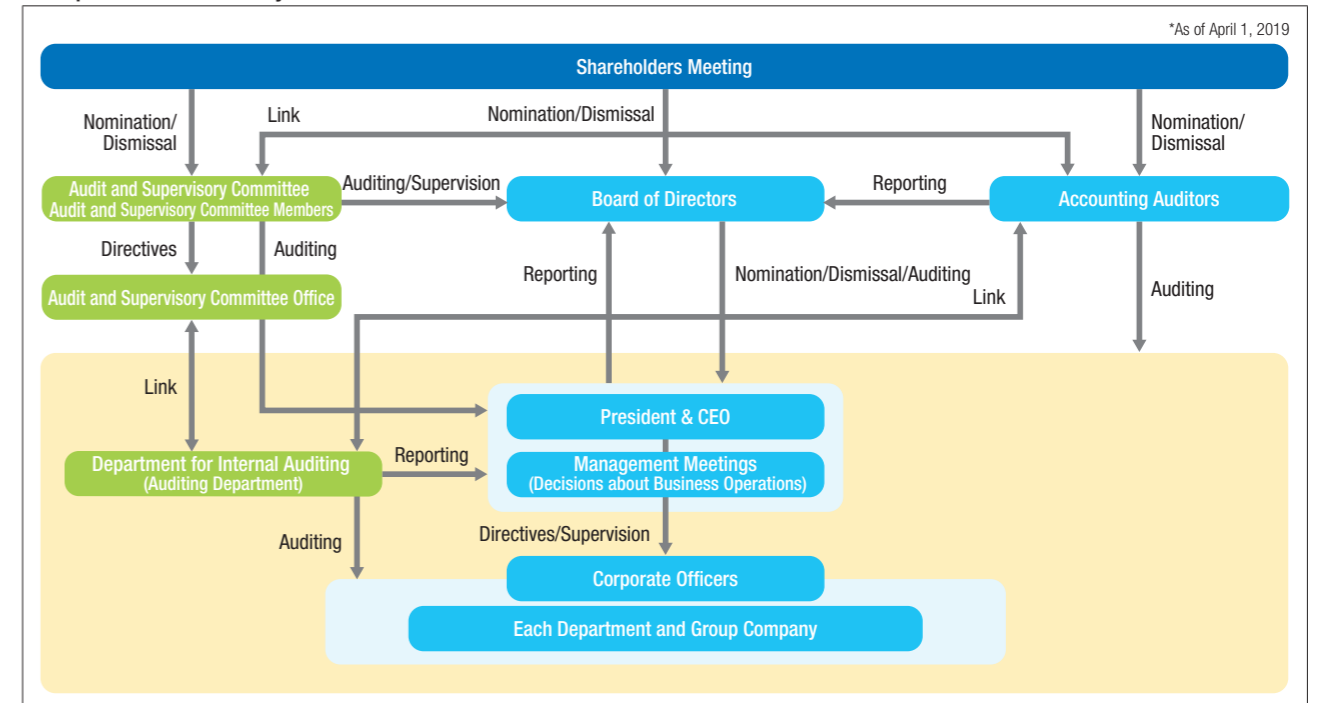 *As of April 1, 2019
Shareholders Meeting
Nomination/
Dismissal
Link
Nomination/Dismissal
Nomination/
Dismissal
Audit and Supervisory Committee
Audit and Supervisory Committee Members
Auditing/Supervision
Board of Directors
Reporting
Accounting Auditors
Directives
Auditing
Reporting
Nomination/Dismissal/Auditing
Link
Auditing
Audit and Supervisory Committee Office
Link
President & CEO
Department for Internal Auditing
(Auditing Department)
Reporting
Management Meetings
(Decisions about Business Operations)
Auditing
Directives/Supervision
Corporate Officers
Each Department and Group Company